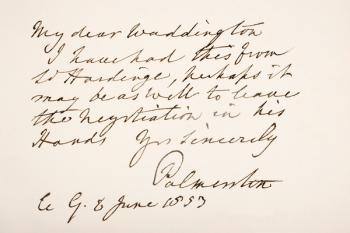 My dear Waddington
I have had this from
Ld Hardinge, perhaps it
may be as well to leave
the Negotiation in his
Hands Yrs sincerely
Palmerston
C G 8 June 1853